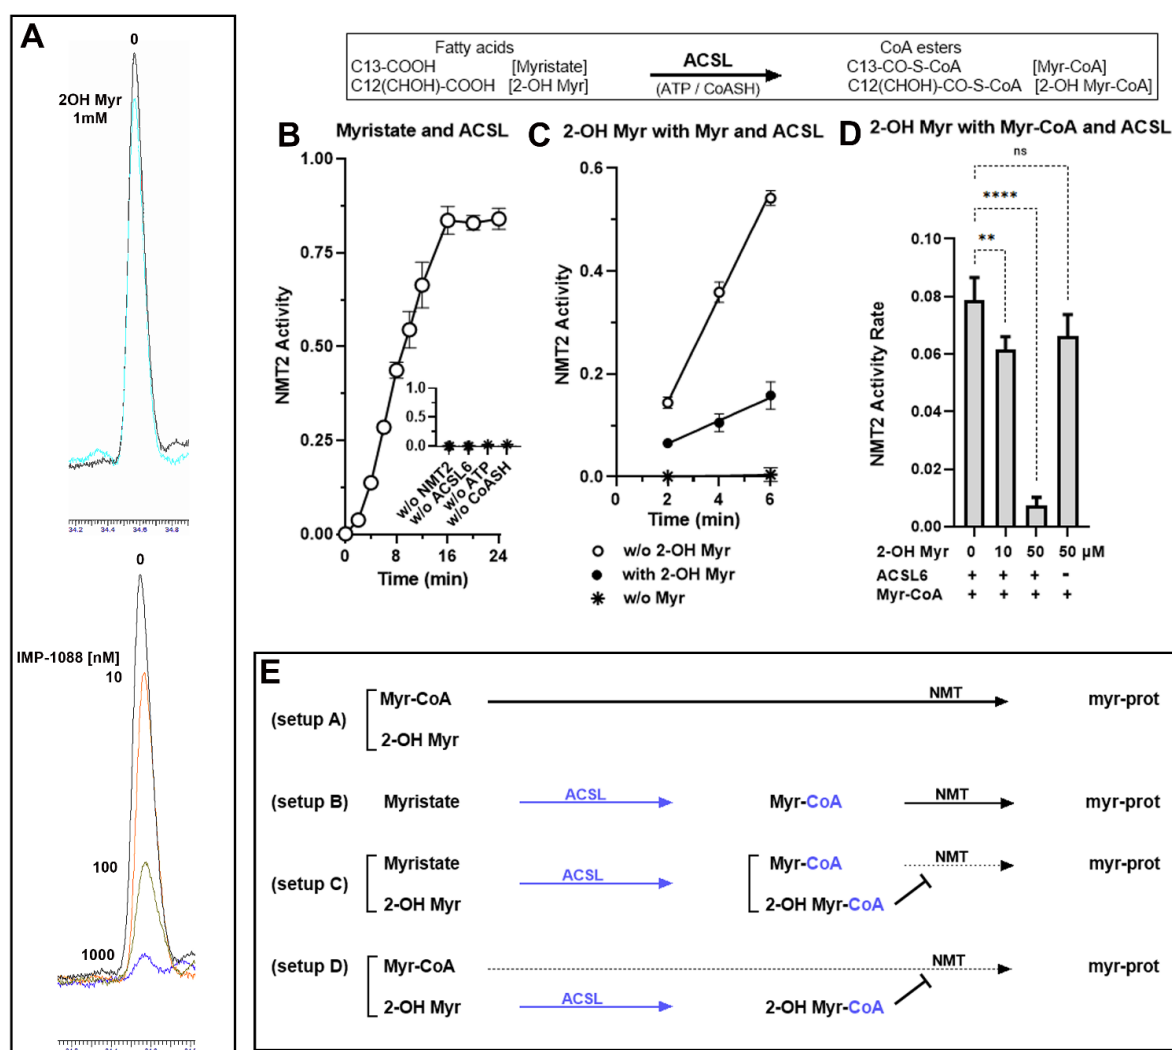 A
0
2OH Myr
1mM
34.2 34.4 34.6 34.8
0
IMP-1088 [nM]
10
100
1000
Fatty acids
ACSL
CoA esters
C13-COOH [Myristate]
C13-CO-S-CoA [Myr-CoA]
C12(CHOH)-COOH [2-OH Myr]
(ATP / CoASH)
C12(CHOH)-CO-S-CoA [2-OH Myr-CoA]
B
Myristate and ACSL
NMT2 Activity
1.00
0.75
0.50
0.25
0.00
1.0
0.5
0.0
w/o NMT2
w/o ACSL6
w/o ATP
w/o CoASH
0 8 16 24
Time (min)
C
2-OH Myr with Myr and ACSL
NMT2 Activity
0.6
0.4
0.2
0.0
0 2 4 6
Time (min)
w/o 2-OH Myr
with 2-OH Myr
w/o Myr
D
2-OH Myr with Myr-CoA and ACSL
ns
****
**
NMT2 Activity Rate
0.10
0.08
0.06
0.04
0.02
0.00
2-OH Myr 0 10 50 50 µM
ACSL6 + + + -
Myr-CoA + + + +
E
(setup A) Myr-CoA NMT myr-prot
2-OH Myr
(setup B) Myristate ACSL Myr-CoA NMT myr-prot
(setup C) Myristate ACSL Myr-CoA NMT myr-prot
2-OH Myr 2-OH Myr-CoA
(setup D) Myr-CoA NMT myr-prot
2-OH Myr ACSL 2-OH Myr-CoA